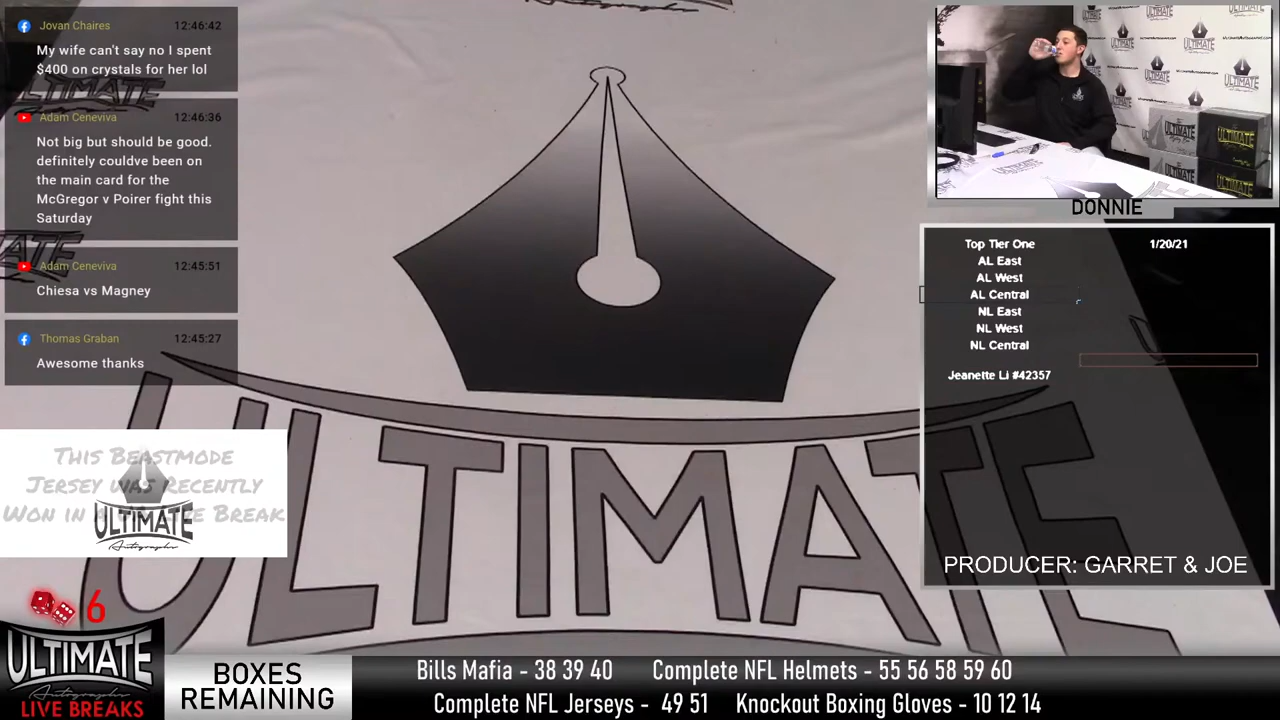 Jovan Chaires 12:46:42
My wife can't say no I spent
$400 on crystals for her lol
Adam Ceneviva 12:46:36
Not big but should be good.
definitely couldve been on
the main card for the
McGregor v Poirer fight this
Saturday
Adam Ceneviva 12:45:51
Chiesa vs Magney
Thomas Graban 12:45:27
Awesome thanks
This Beastmode
Jersey was Recently
Won in Break
ULTIMATE
Autographs
ULTIMATE
6
ULTIMATE
Autographs
LIVE BREAKS
BOXES
REMAINING
Bills Mafia - 38 39 40 Complete NFL Helmets - 55 56 58 59 60
Complete NFL Jerseys - 49 51 Knockout Boxing Gloves - 10 12 14
DONNIE
Top Tier One 1/20/21
AL East
AL West
AL Central
NL East
NL West
NL Central
Jeanette Li #42357
PRODUCER: GARRET & JOE